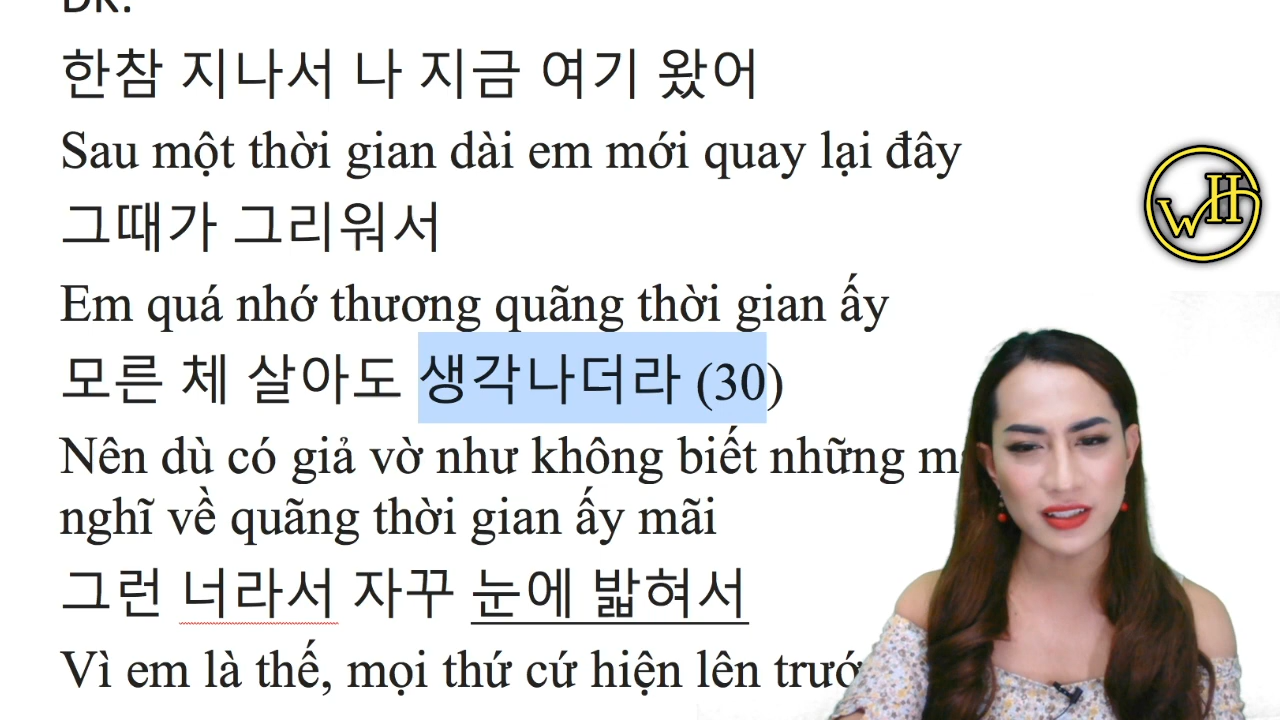 DK:
한참 지나서 나 지금 여기 왔어
Sau một thời gian dài em mới quay lại đây
그때가 그리워서
Em quá nhớ thương quãng thời gian ấy
모른 체 살아도 생각나더라 (30)
Nên dù có giả vờ như không biết những
nghĩ về quãng thời gian ấy mãi
그런 너라서 자꾸 눈에 밟혀서
Vì em là thế, mọi thứ cứ hiện lên
WH